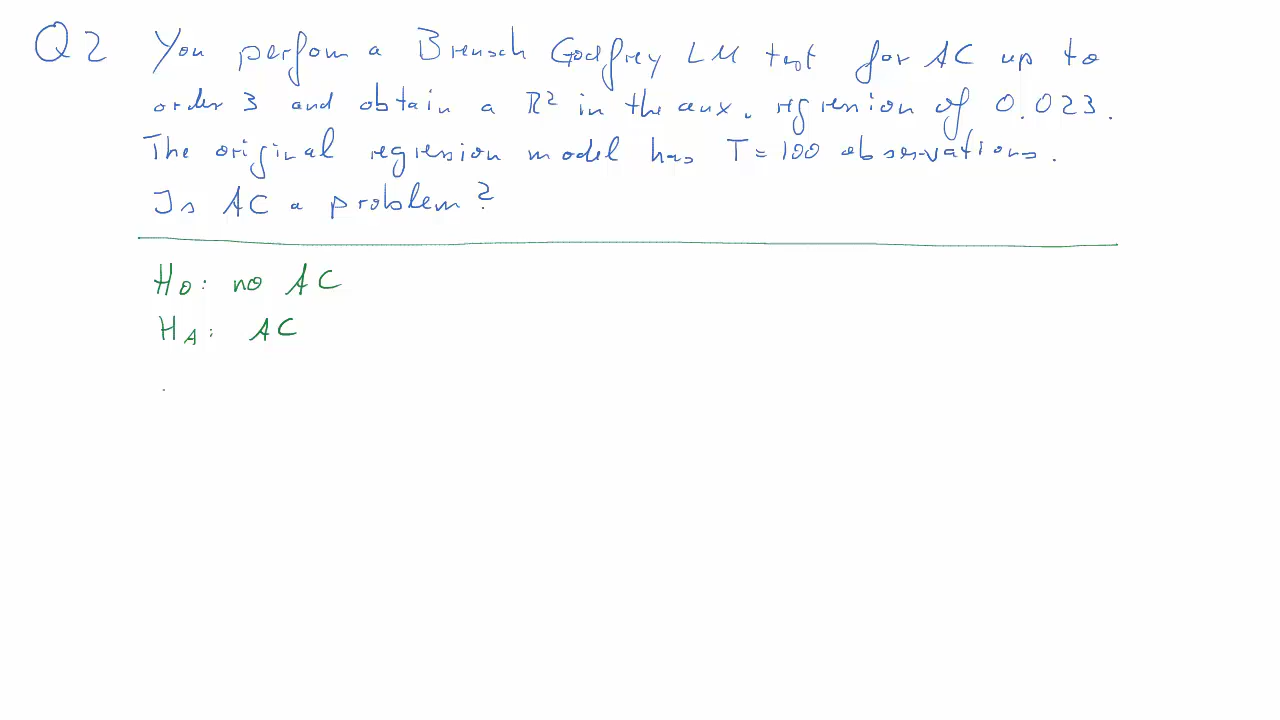 Q2 You perfom a Breusch Godfrey LM test for AC up to
order 3 and obtain a R² in the aux. regression of 0.023.
The original regression model has T = 100 observations.
Is AC a problem?
H0: no AC
HA: AC